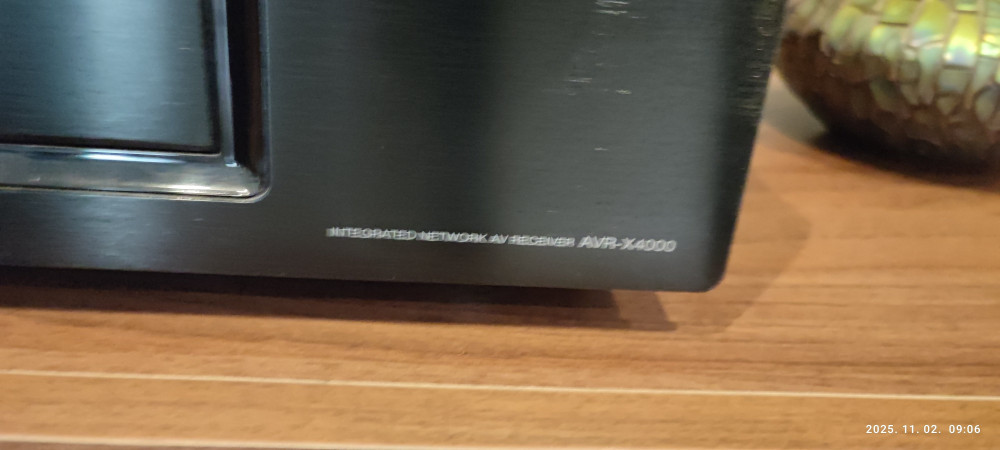 INTEGRATED NETWORK AV RECEIVER AVR-X4000
2025. 11. 02. 09:06